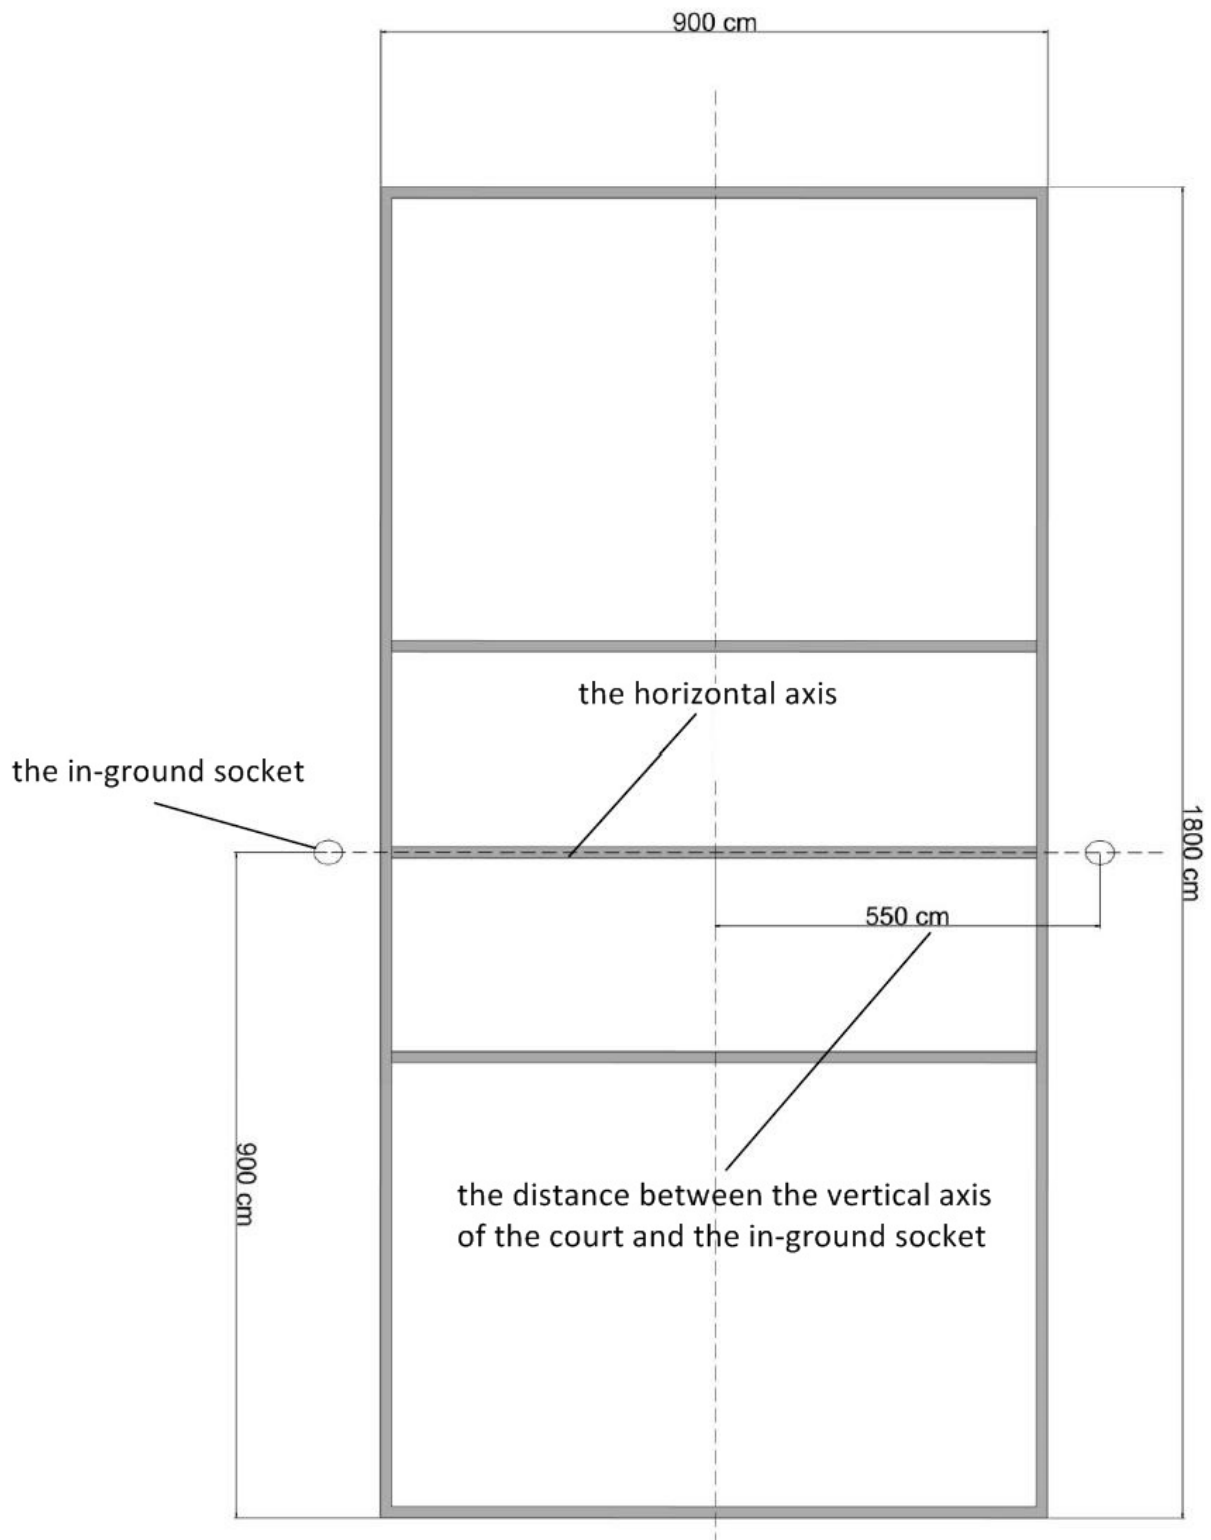 900 cm
the horizontal axis
the in-ground socket
1800 cm
550 cm
900 cm
the distance between the vertical axis
of the court and the in-ground socket